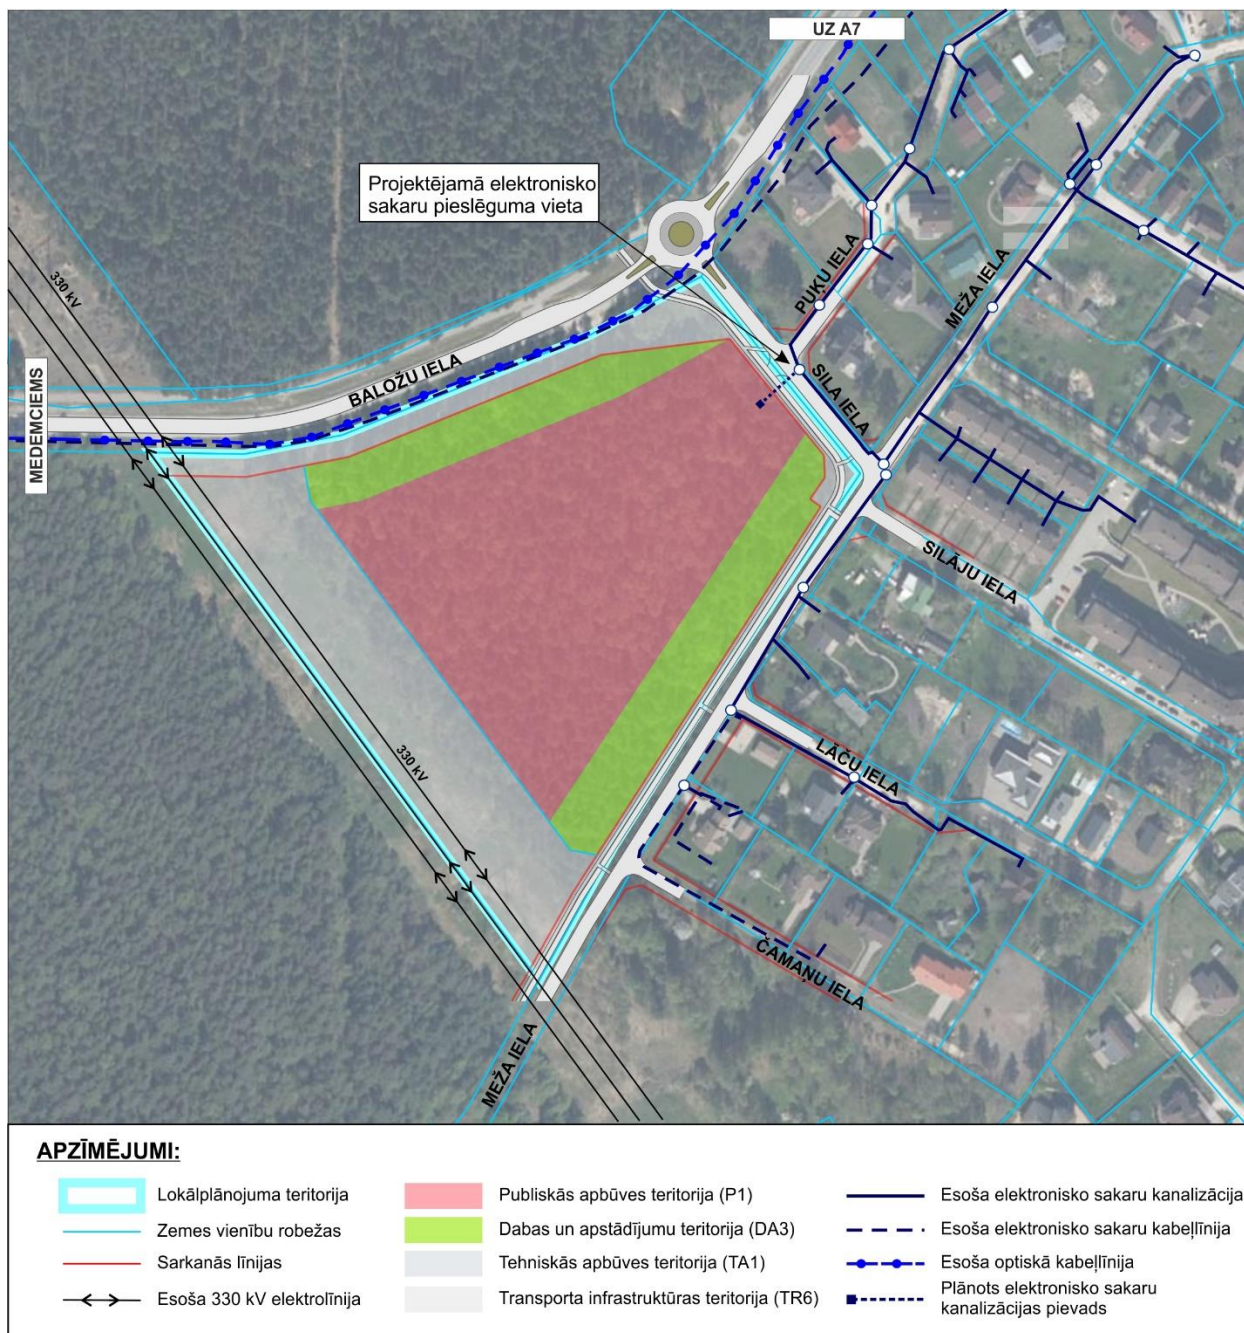 UZ A7
Projektējamā elektronisko
sakaru pieslēguma vieta
330 kV
PUĶU IELA
MEŽA IELA
BALOŽU IELA
SILA IELA
MEDEMCIEMS
SILĀJU IELA
330 kV
LĀČU IELA
ČAMAŅU IELA
MEŽA IELA
APZĪMĒJUMI:
Lokālplānojuma teritorija
Zemes vienību robežas
Sarkanās līnijas
Esoša 330 kV elektrolīnija
Publiskās apbūves teritorija (P1)
Dabas un apstādījumu teritorija (DA3)
Tehniskās apbūves teritorija (TA1)
Transporta infrastruktūras teritorija (TR6)
Esoša elektronisko sakaru kanalizācija
Esoša elektronisko sakaru kabeļlīnija
Esoša optiskā kabeļlīnija
Plānots elektronisko sakaru
kanalizācijas pievads